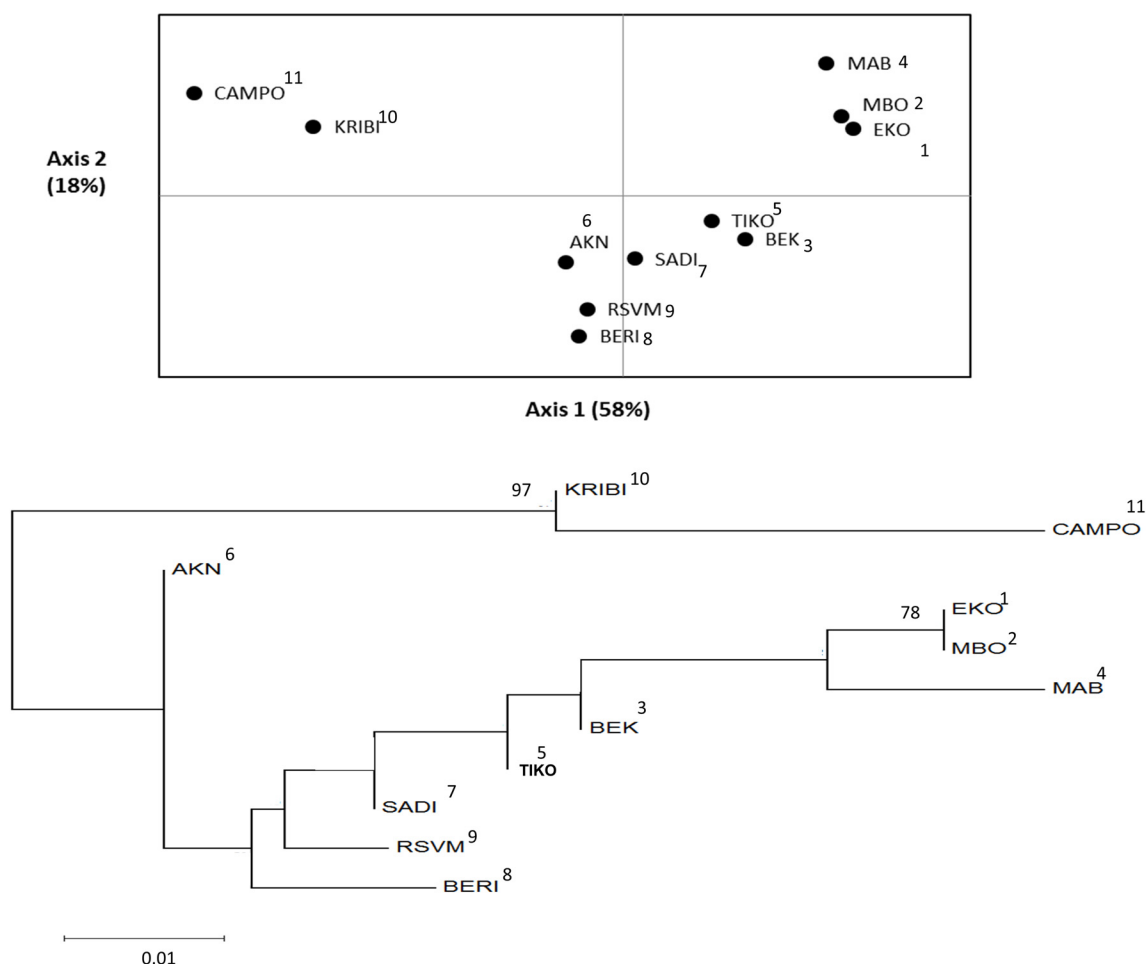 MAB 4
CAMPO 11
MBO 2
KRIBI 10
EKO 1
Axis 2
(18%)
TIKO 5
6
AKN
BEK 3
SADI 7
RSVM 9
BERI 8
Axis 1 (58%)
97
KRIBI 10
CAMPO 11
AKN 6
EKO 1
78
MBO 2
MAB 4
BEK 3
TIKO 5
SADI 7
RSVM 9
BERI 8
0.01